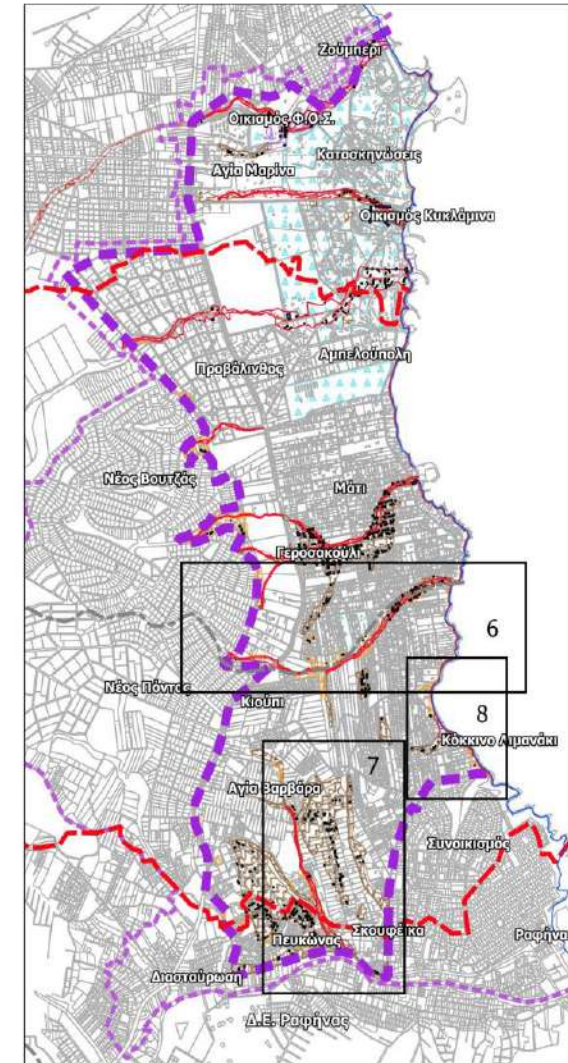 Ζούμπερι
Οικισμός Φ.Ο.Σ.
Κατασκηνώσεις
Αγία Μαρίνα
Οικισμός Κυκλάμινα
Αμπελούπολη
Προβάλινθος
Νέος Βουτζάς
Μάτι
Γεροσακούλι
6
Νέος Πόντος
Κιούπι
8
Κόκκινο Λιμανάκι
7
Αγία Βαρβάρα
Συνοικισμός
Σκουφέικα
Ραφήνα
Πευκώνας
Διασταύρωση
Δ.Ε. Ραφήνας